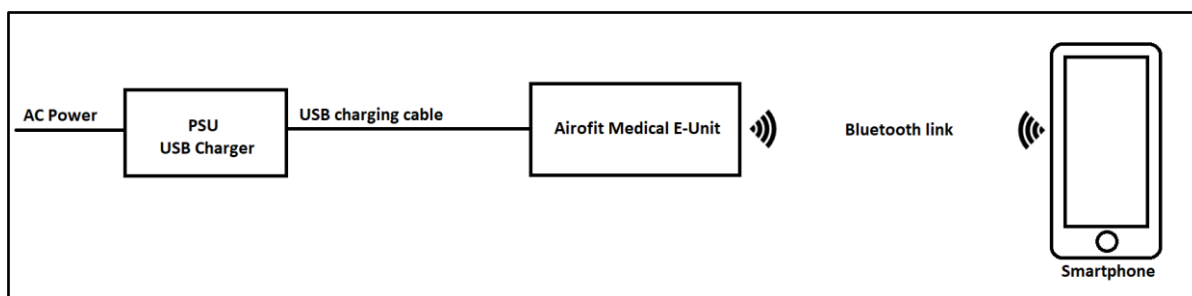 AC Power
PSU
USB Charger
USB charging cable
Airofit Medical E-Unit
Bluetooth link
Smartphone